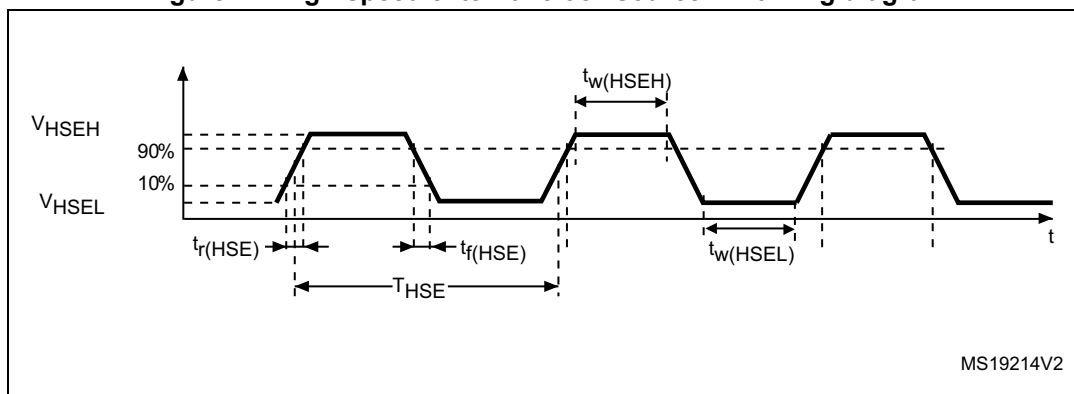 tw(HSEH)
VHSEH
90%
10%
VHSEL
tr(HSE)
tf(HSE)
tw(HSEL)
t
THSE
MS19214V2